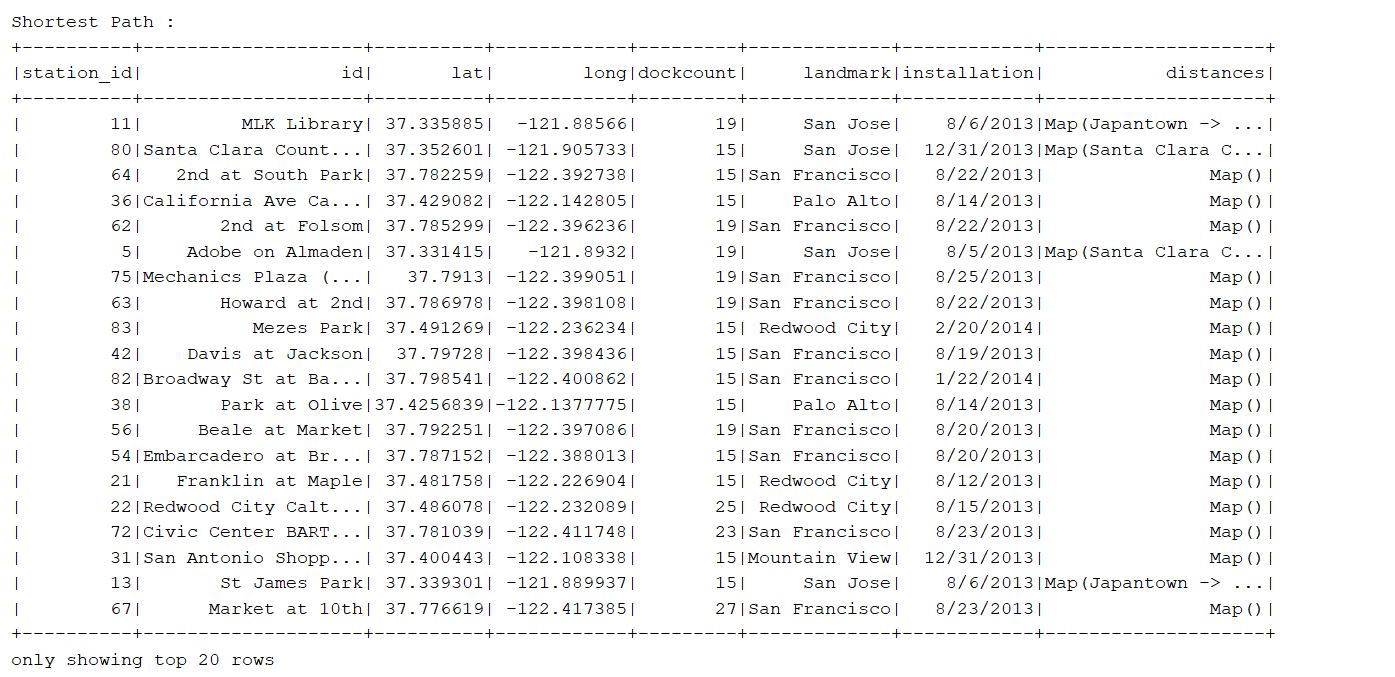 Shortest Path :
+----------+--------------------+----------+------------+---------+-------------+------------+--------------------+
|station_id|                  id|       lat|        long|dockcount|     landmark|installation|           distances|
+----------+--------------------+----------+------------+---------+-------------+------------+--------------------+
|        11|         MLK Library| 37.335885|  -121.88566|       19|     San Jose|    8/6/2013|Map(Japantown -> ...|
|        80|Santa Clara Count...| 37.352601| -121.905733|       15|     San Jose|  12/31/2013|Map(Santa Clara C...|
|        64|   2nd at South Park| 37.782259| -122.392738|       15|San Francisco|   8/22/2013|               Map()|
|        36|California Ave Ca...| 37.429082| -122.142805|       15|    Palo Alto|   8/14/2013|               Map()|
|        62|       2nd at Folsom| 37.785299| -122.396236|       19|San Francisco|   8/22/2013|               Map()|
|         5|    Adobe on Almaden| 37.331415|   -121.8932|       19|     San Jose|    8/5/2013|Map(Santa Clara C...|
|        75|Mechanics Plaza (...|   37.7913| -122.399051|       19|San Francisco|   8/25/2013|               Map()|
|        63|       Howard at 2nd| 37.786978| -122.398108|       19|San Francisco|   8/22/2013|               Map()|
|        83|          Mezes Park| 37.491269| -122.236234|       15| Redwood City|   2/20/2014|               Map()|
|        42|    Davis at Jackson|  37.79728| -122.398436|       15|San Francisco|   8/19/2013|               Map()|
|        82|Broadway St at Ba...| 37.798541| -122.400862|       15|San Francisco|   1/22/2014|               Map()|
|        38|       Park at Olive|37.4256839|-122.1377775|       15|    Palo Alto|   8/14/2013|               Map()|
|        56|     Beale at Market| 37.792251| -122.397086|       19|San Francisco|   8/20/2013|               Map()|
|        54|Embarcadero at Br...| 37.787152| -122.388013|       15|San Francisco|   8/20/2013|               Map()|
|        21|   Franklin at Maple| 37.481758| -122.226904|       15| Redwood City|   8/12/2013|               Map()|
|        22|Redwood City Calt...| 37.486078| -122.232089|       25| Redwood City|   8/15/2013|               Map()|
|        72|Civic Center BART...| 37.781039| -122.411748|       23|San Francisco|   8/23/2013|               Map()|
|        31|San Antonio Shopp...| 37.400443| -122.108338|       15|Mountain View|  12/31/2013|               Map()|
|        13|       St James Park| 37.339301| -121.889937|       15|     San Jose|    8/6/2013|Map(Japantown -> ...|
|        67|      Market at 10th| 37.776619| -122.417385|       27|San Francisco|   8/23/2013|               Map()|
+----------+--------------------+----------+------------+---------+-------------+------------+--------------------+
only showing top 20 rows